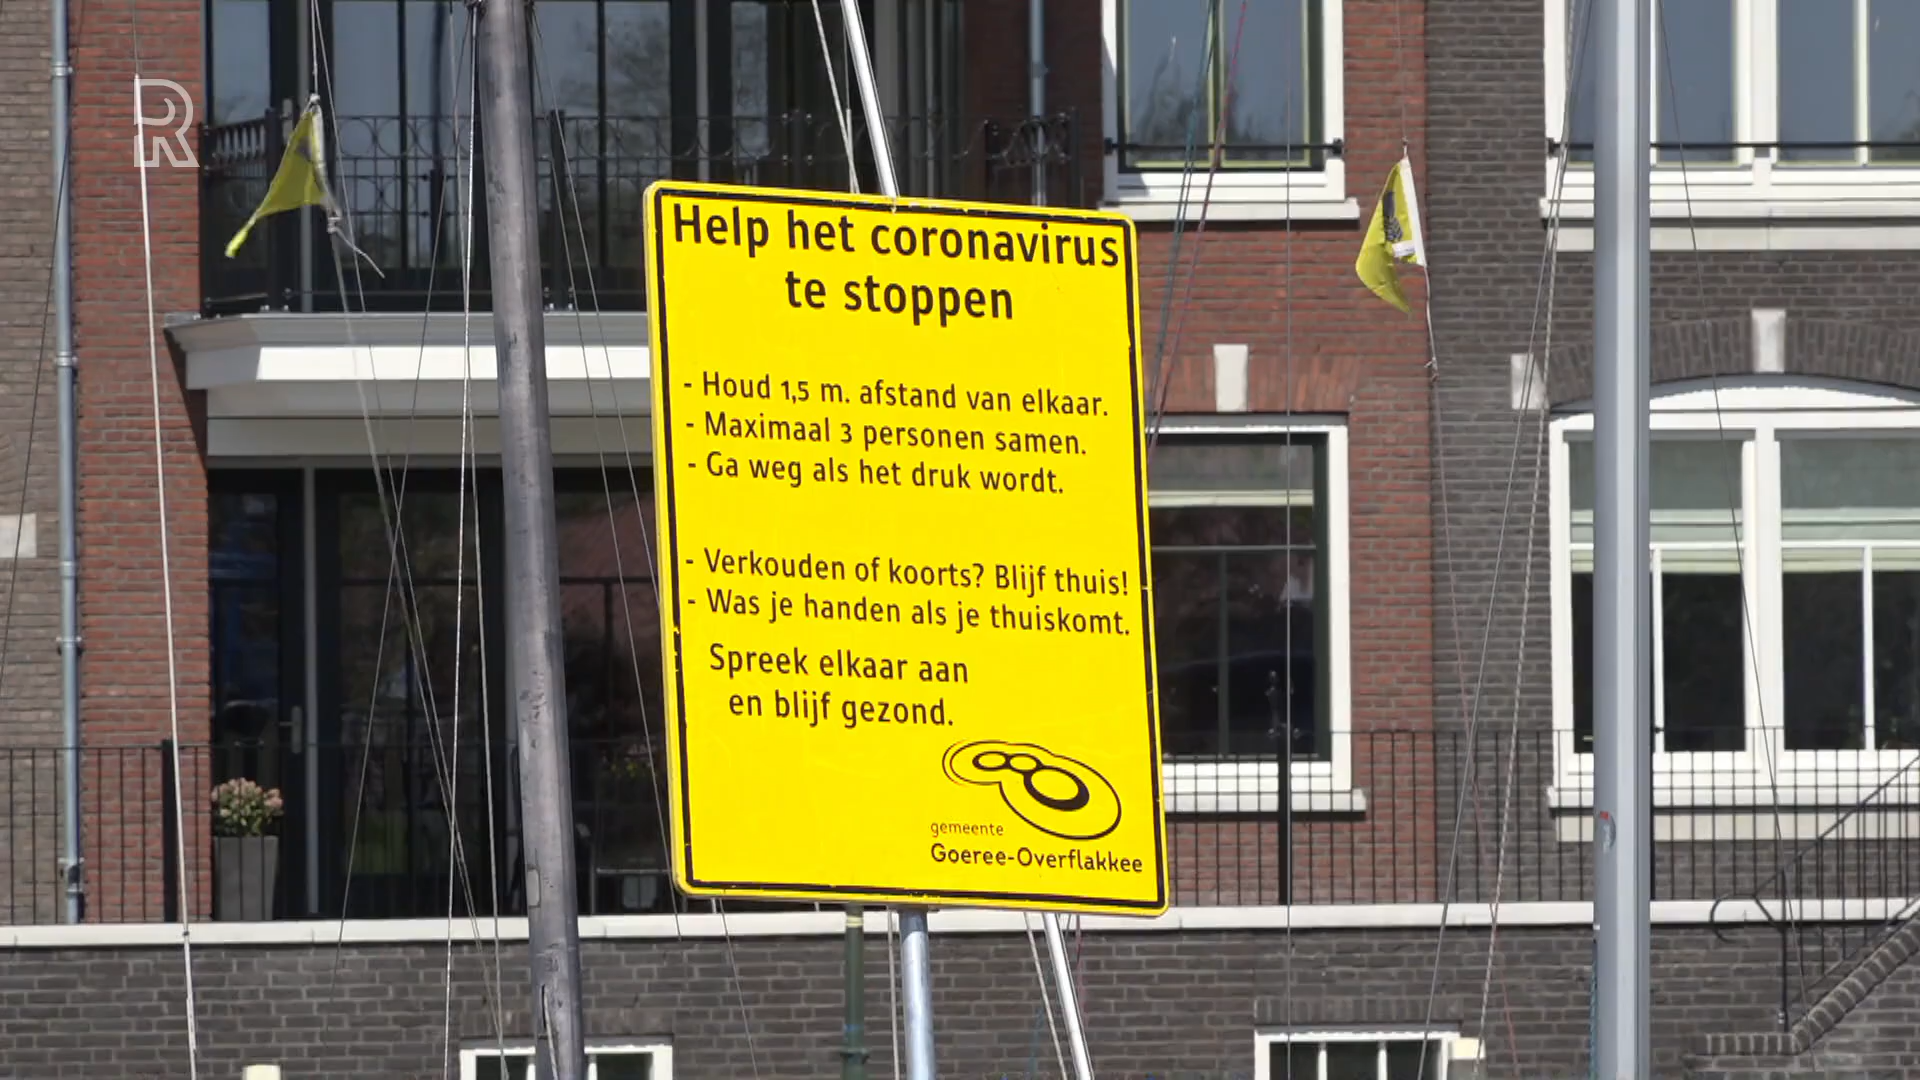 R
Help het coronavirus
te stoppen
- Houd 1,5 m. afstand van elkaar.
- Maximaal 3 personen samen.
- Ga weg als het druk wordt.
- Verkouden of koorts? Blijf thuis!
- Was je handen als je thuiskomt.
Spreek elkaar aan
en blijf gezond.
gemeente
Goeree-Overflakkee